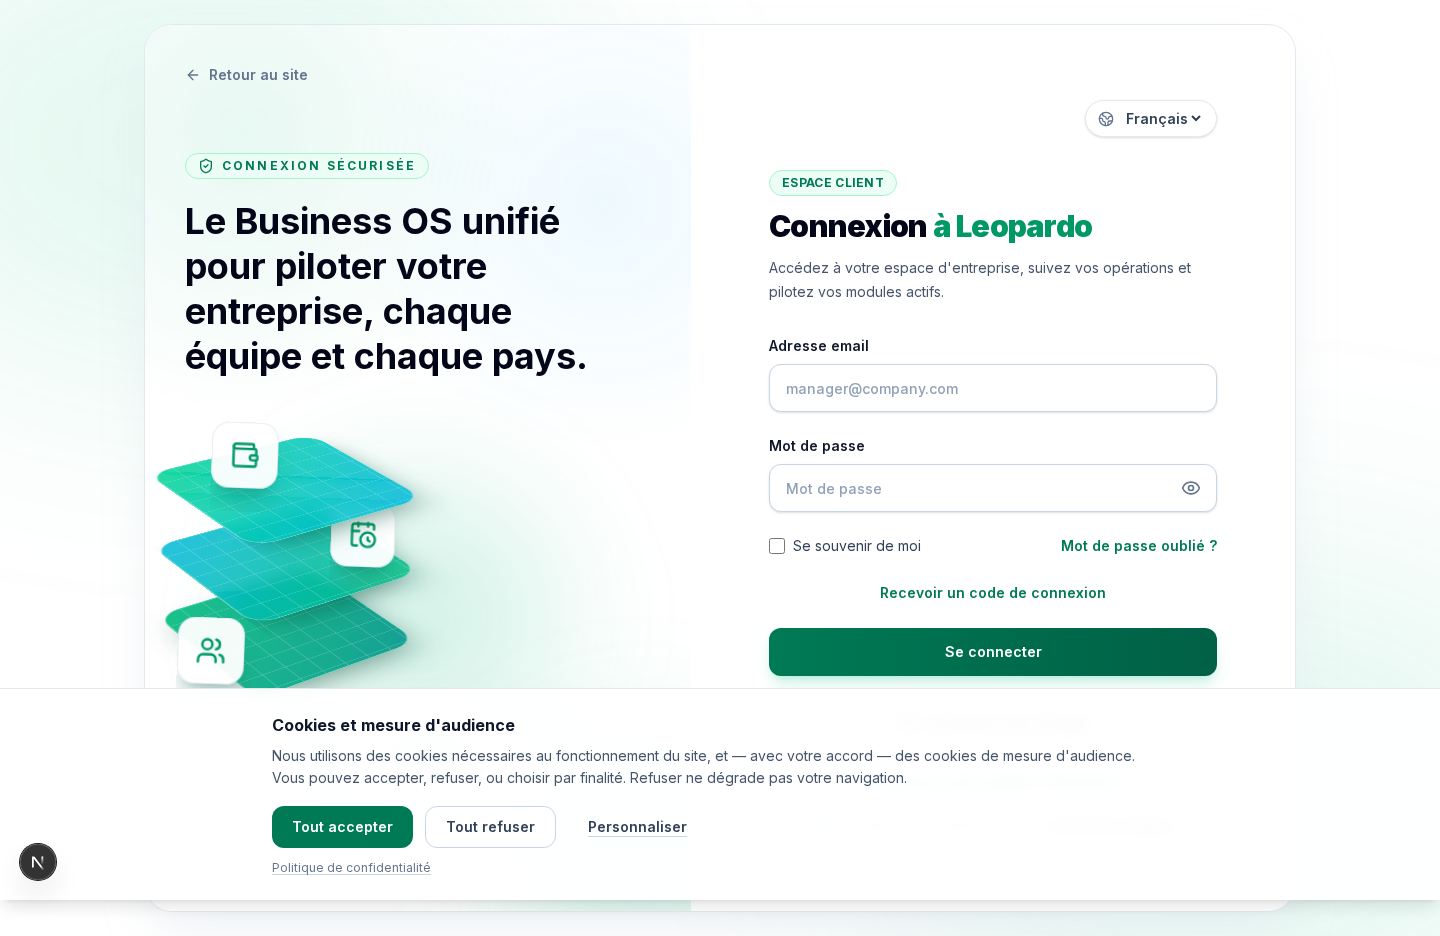 Retour au site
CONNEXION SÉCURISÉE
Le Business OS unifié
pour piloter votre
entreprise, chaque
équipe et chaque pays.
Français
ESPACE CLIENT
Connexion à Leopardo
Accédez à votre espace d'entreprise, suivez vos opérations et
pilotez vos modules actifs.
Adresse email
manager@company.com
Mot de passe
Mot de passe
Se souvenir de moi
Mot de passe oublié ?
Recevoir un code de connexion
Se connecter
Cookies et mesure d'audience
Nous utilisons des cookies nécessaires au fonctionnement du site, et — avec votre accord — des cookies de mesure d'audience.
Vous pouvez accepter, refuser, ou choisir par finalité. Refuser ne dégrade pas votre navigation.
Tout accepter
Tout refuser
Personnaliser
Politique de confidentialité
N